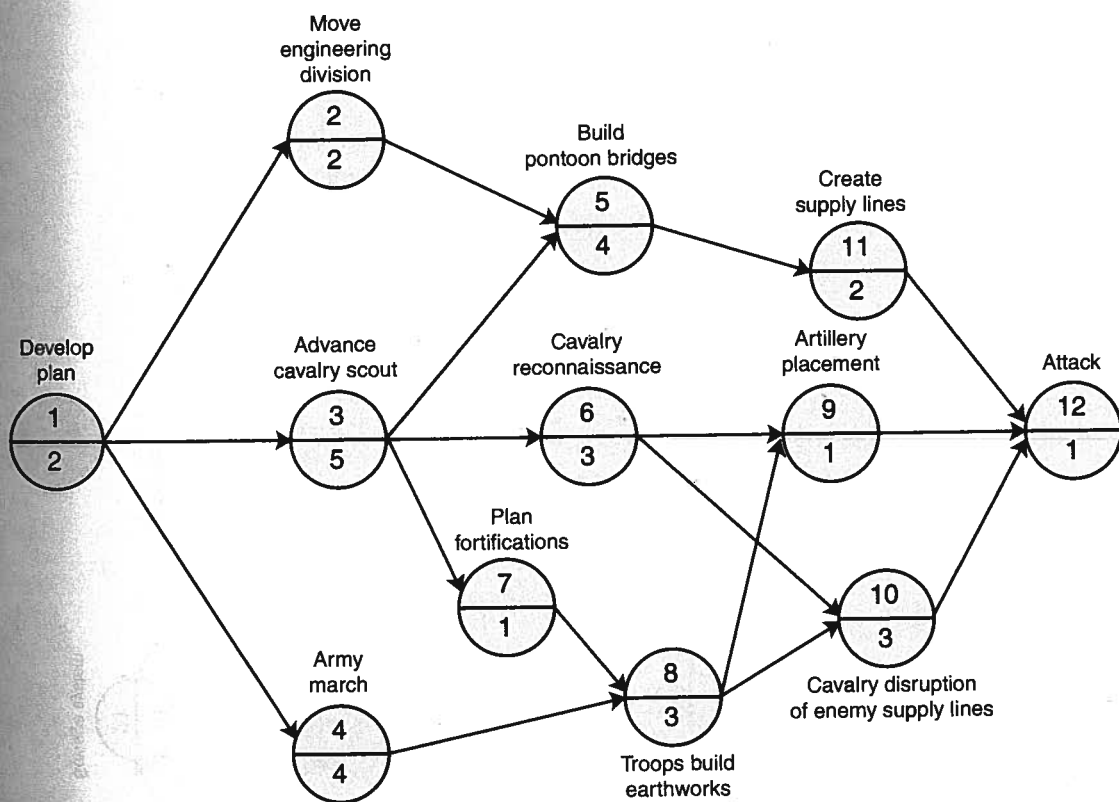 Move
engineering
division
2
2
Build
pontoon bridges
5
4
Create
supply lines
11
2
Develop
plan
1
2
Advance
cavalry scout
3
5
Cavalry
reconnaissance
6
3
Artillery
placement
9
1
Attack
12
1
Plan
fortifications
7
1
10
3
Cavalry disruption
of enemy supply lines
Army
march
4
4
8
3
Troops build
earthworks